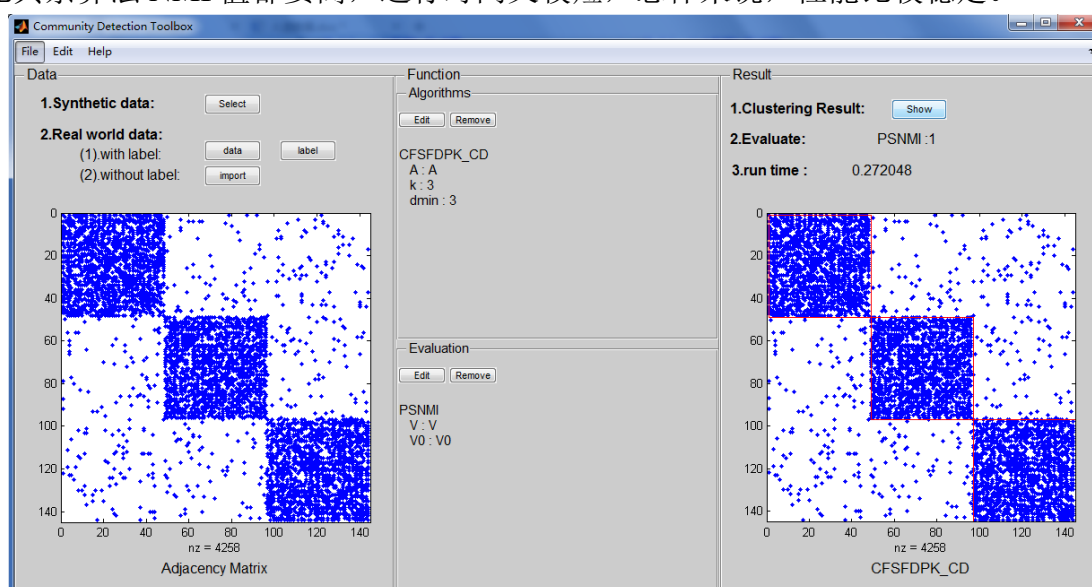 Community Detection Toolbox
File Edit Help
Data
1.Synthetic data: Select
2.Real world data:
(1).with label: data label
(2).without label: import
0
20
40
60
80
100
120
140
0 20 40 60 80 100 120 140
nz = 4258
Adjacency Matrix
Function
Algorithms
Edit Remove
CFSFDPK_CD
A : A
k : 3
dmin : 3
Evaluation
Edit Remove
PSNMI
V : V
V0 : V0
Result
1.Clustering Result: Show
2.Evaluate: PSNMI :1
3.run time : 0.272048
0
20
40
60
80
100
120
140
0 20 40 60 80 100 120 140
nz = 4258
CFSFDPK_CD